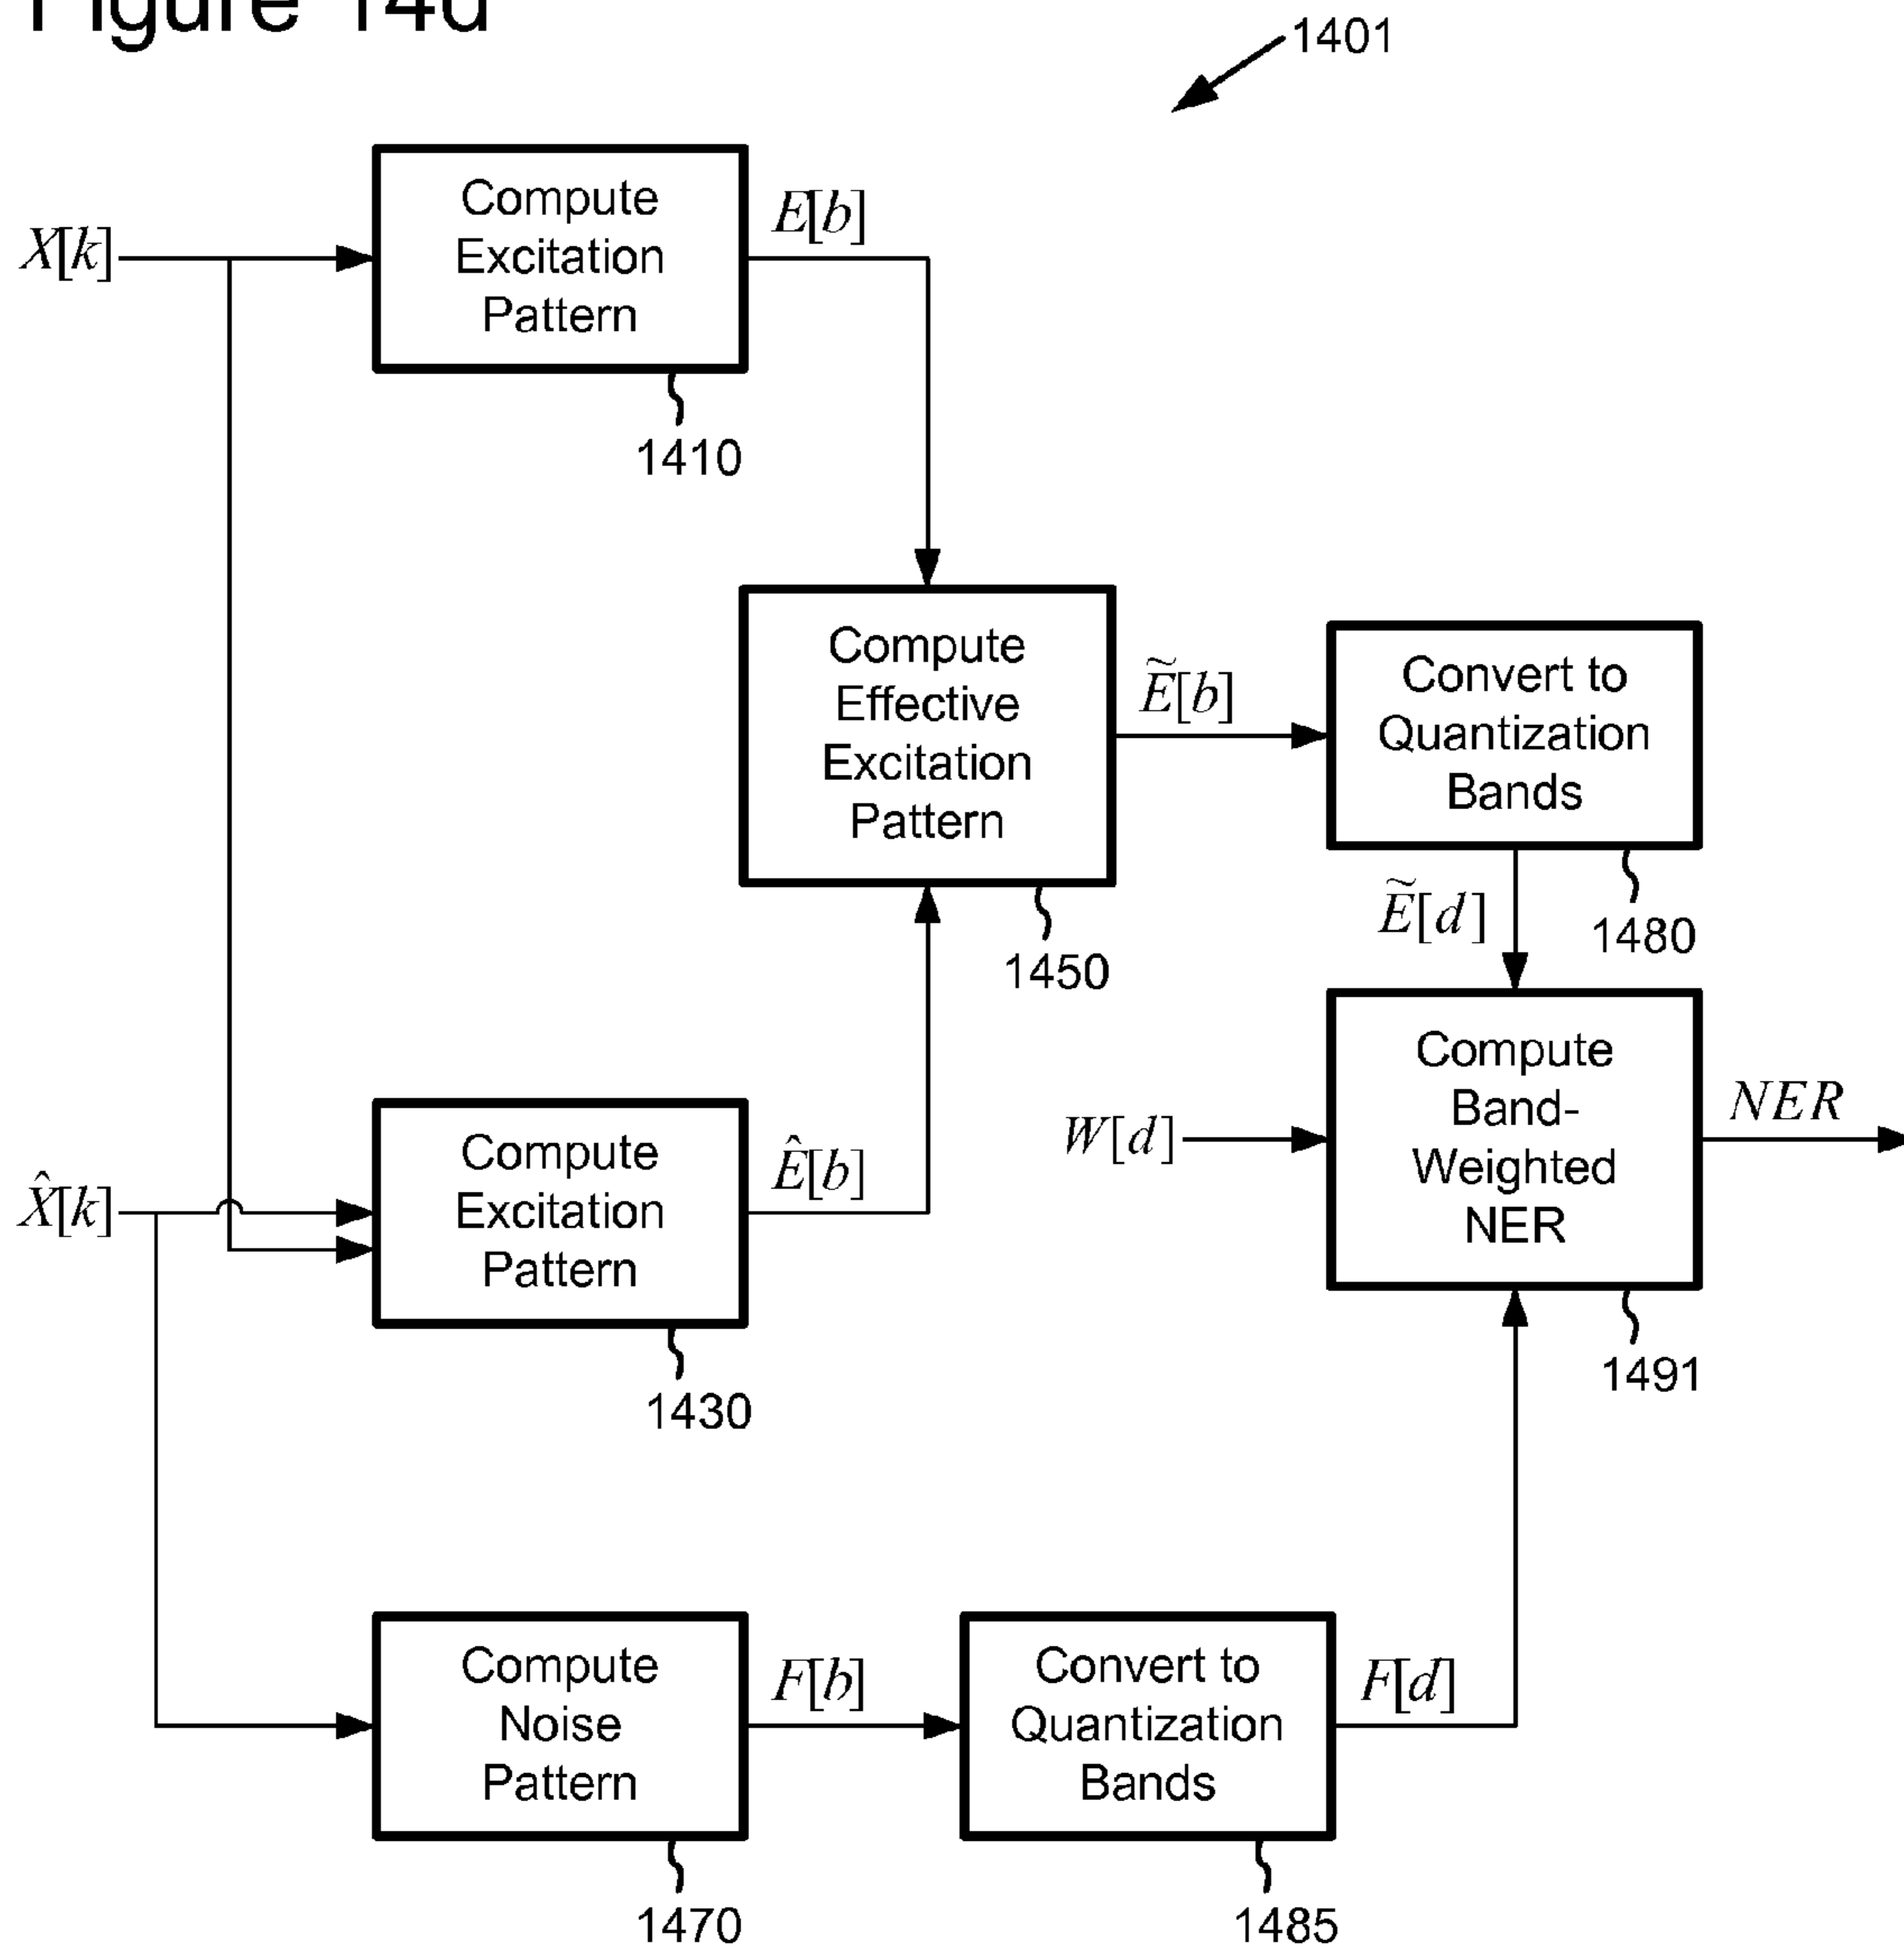 Figure 14d
1401
X[k]
Compute
Excitation
Pattern
E[b]
1410
Compute
Effective
Excitation
Pattern
1450
Ẽ[b]
Convert to
Quantization
Bands
1480
Ẽ[d]
X̂[k]
Compute
Excitation
Pattern
Ê[b]
1430
W[d]
Compute
Band-
Weighted
NER
NER
1491
Compute
Noise
Pattern
F[b]
1470
Convert to
Quantization
Bands
F[d]
1485